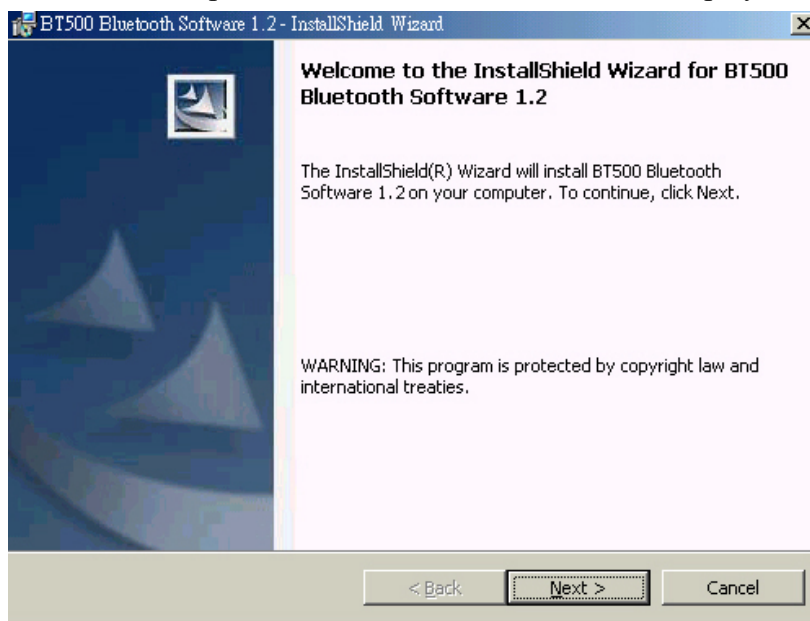 BT500 Bluetooth Software 1.2 - InstallShield Wizard
Welcome to the InstallShield Wizard for BT500
Bluetooth Software 1.2
The InstallShield(R) Wizard will install BT500 Bluetooth
Software 1.2 on your computer. To continue, click Next.
WARNING: This program is protected by copyright law and
international treaties.
< Back Next > Cancel